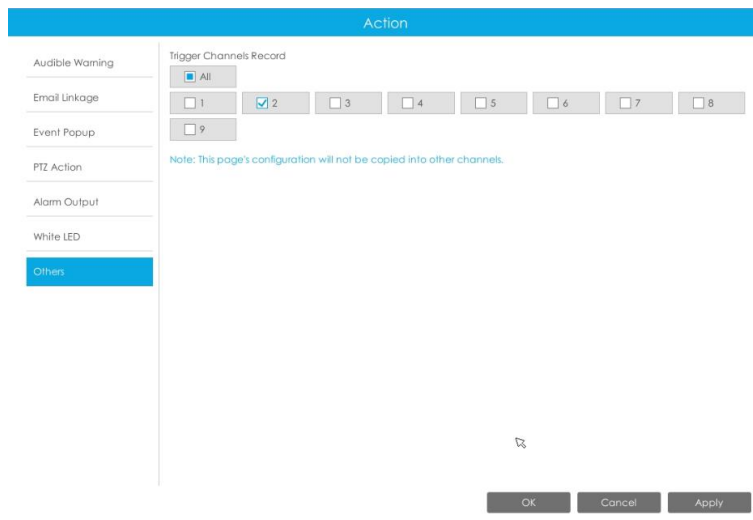 Action
Audible Warning
Email Linkage
Event Popup
PTZ Action
Alarm Output
White LED
Others
Trigger Channels Record
All
1 2 3 4 5 6 7 8
9
Note: This page's configuration will not be copied into other channels.
OK Cancel Apply